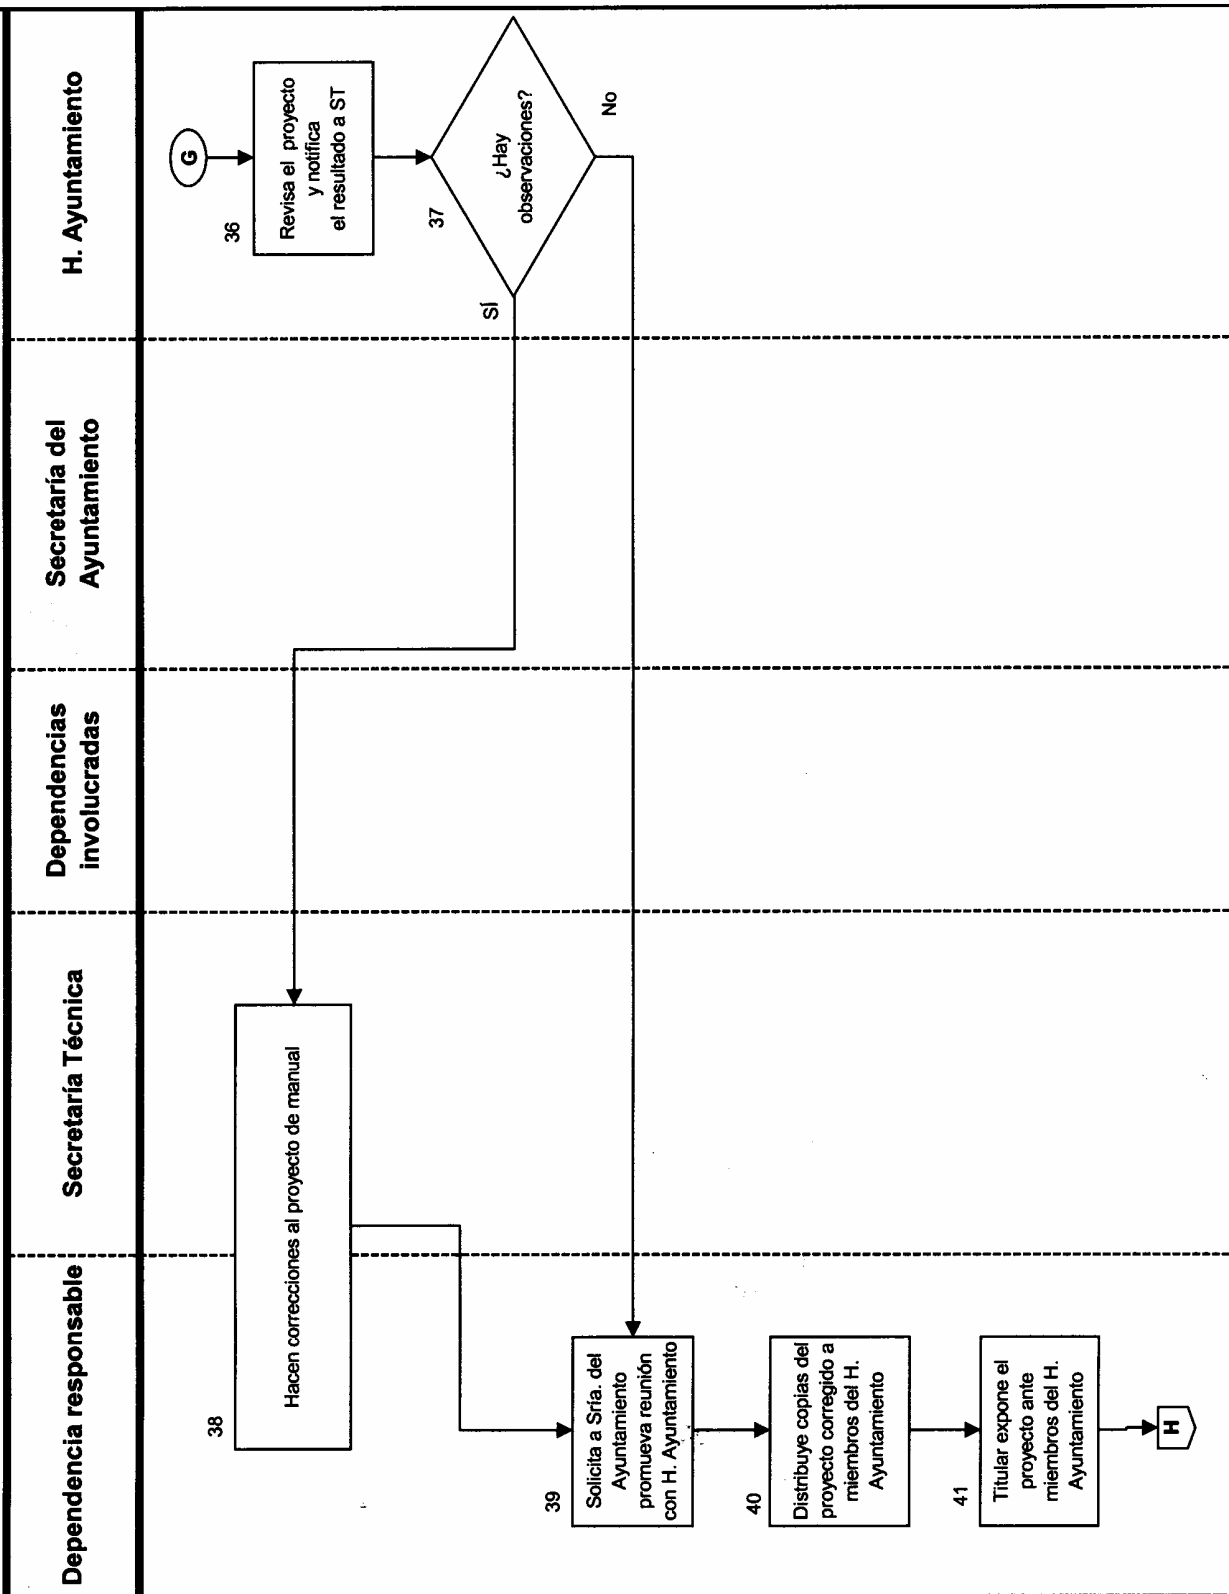 Dependencia responsable
Secretaría Técnica
Dependencias
involucradas
Secretaría del
Ayuntamiento
H. Ayuntamiento
G
36
Revisa el proyecto
y notifica
el resultado a ST
37
¿Hay
observaciones?
SÍ
No
38
Hacen correcciones al proyecto de manual
39
Solicita a Sría. del
Ayuntamiento
promueva reunión
con H. Ayuntamiento
40
Distribuye copias del
proyecto corregido a
miembros del H.
Ayuntamiento
41
Titular expone el
proyecto ante
miembros del H.
Ayuntamiento
H